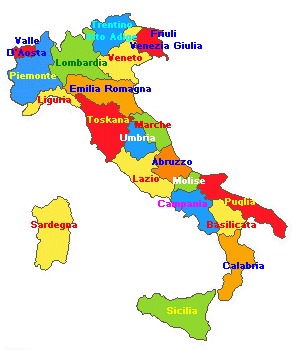 Trentino
Alto Adige
Friuli
Venezia Giulia
Valle
D'Aosta
Lombardia
Veneto
Piemonte
Emilia Romagna
Liguria
Toskana
Marche
Umbria
Abruzzo
Lazio
Molise
Campania
Puglia
Basilicata
Sardegna
Calabria
Sicilia